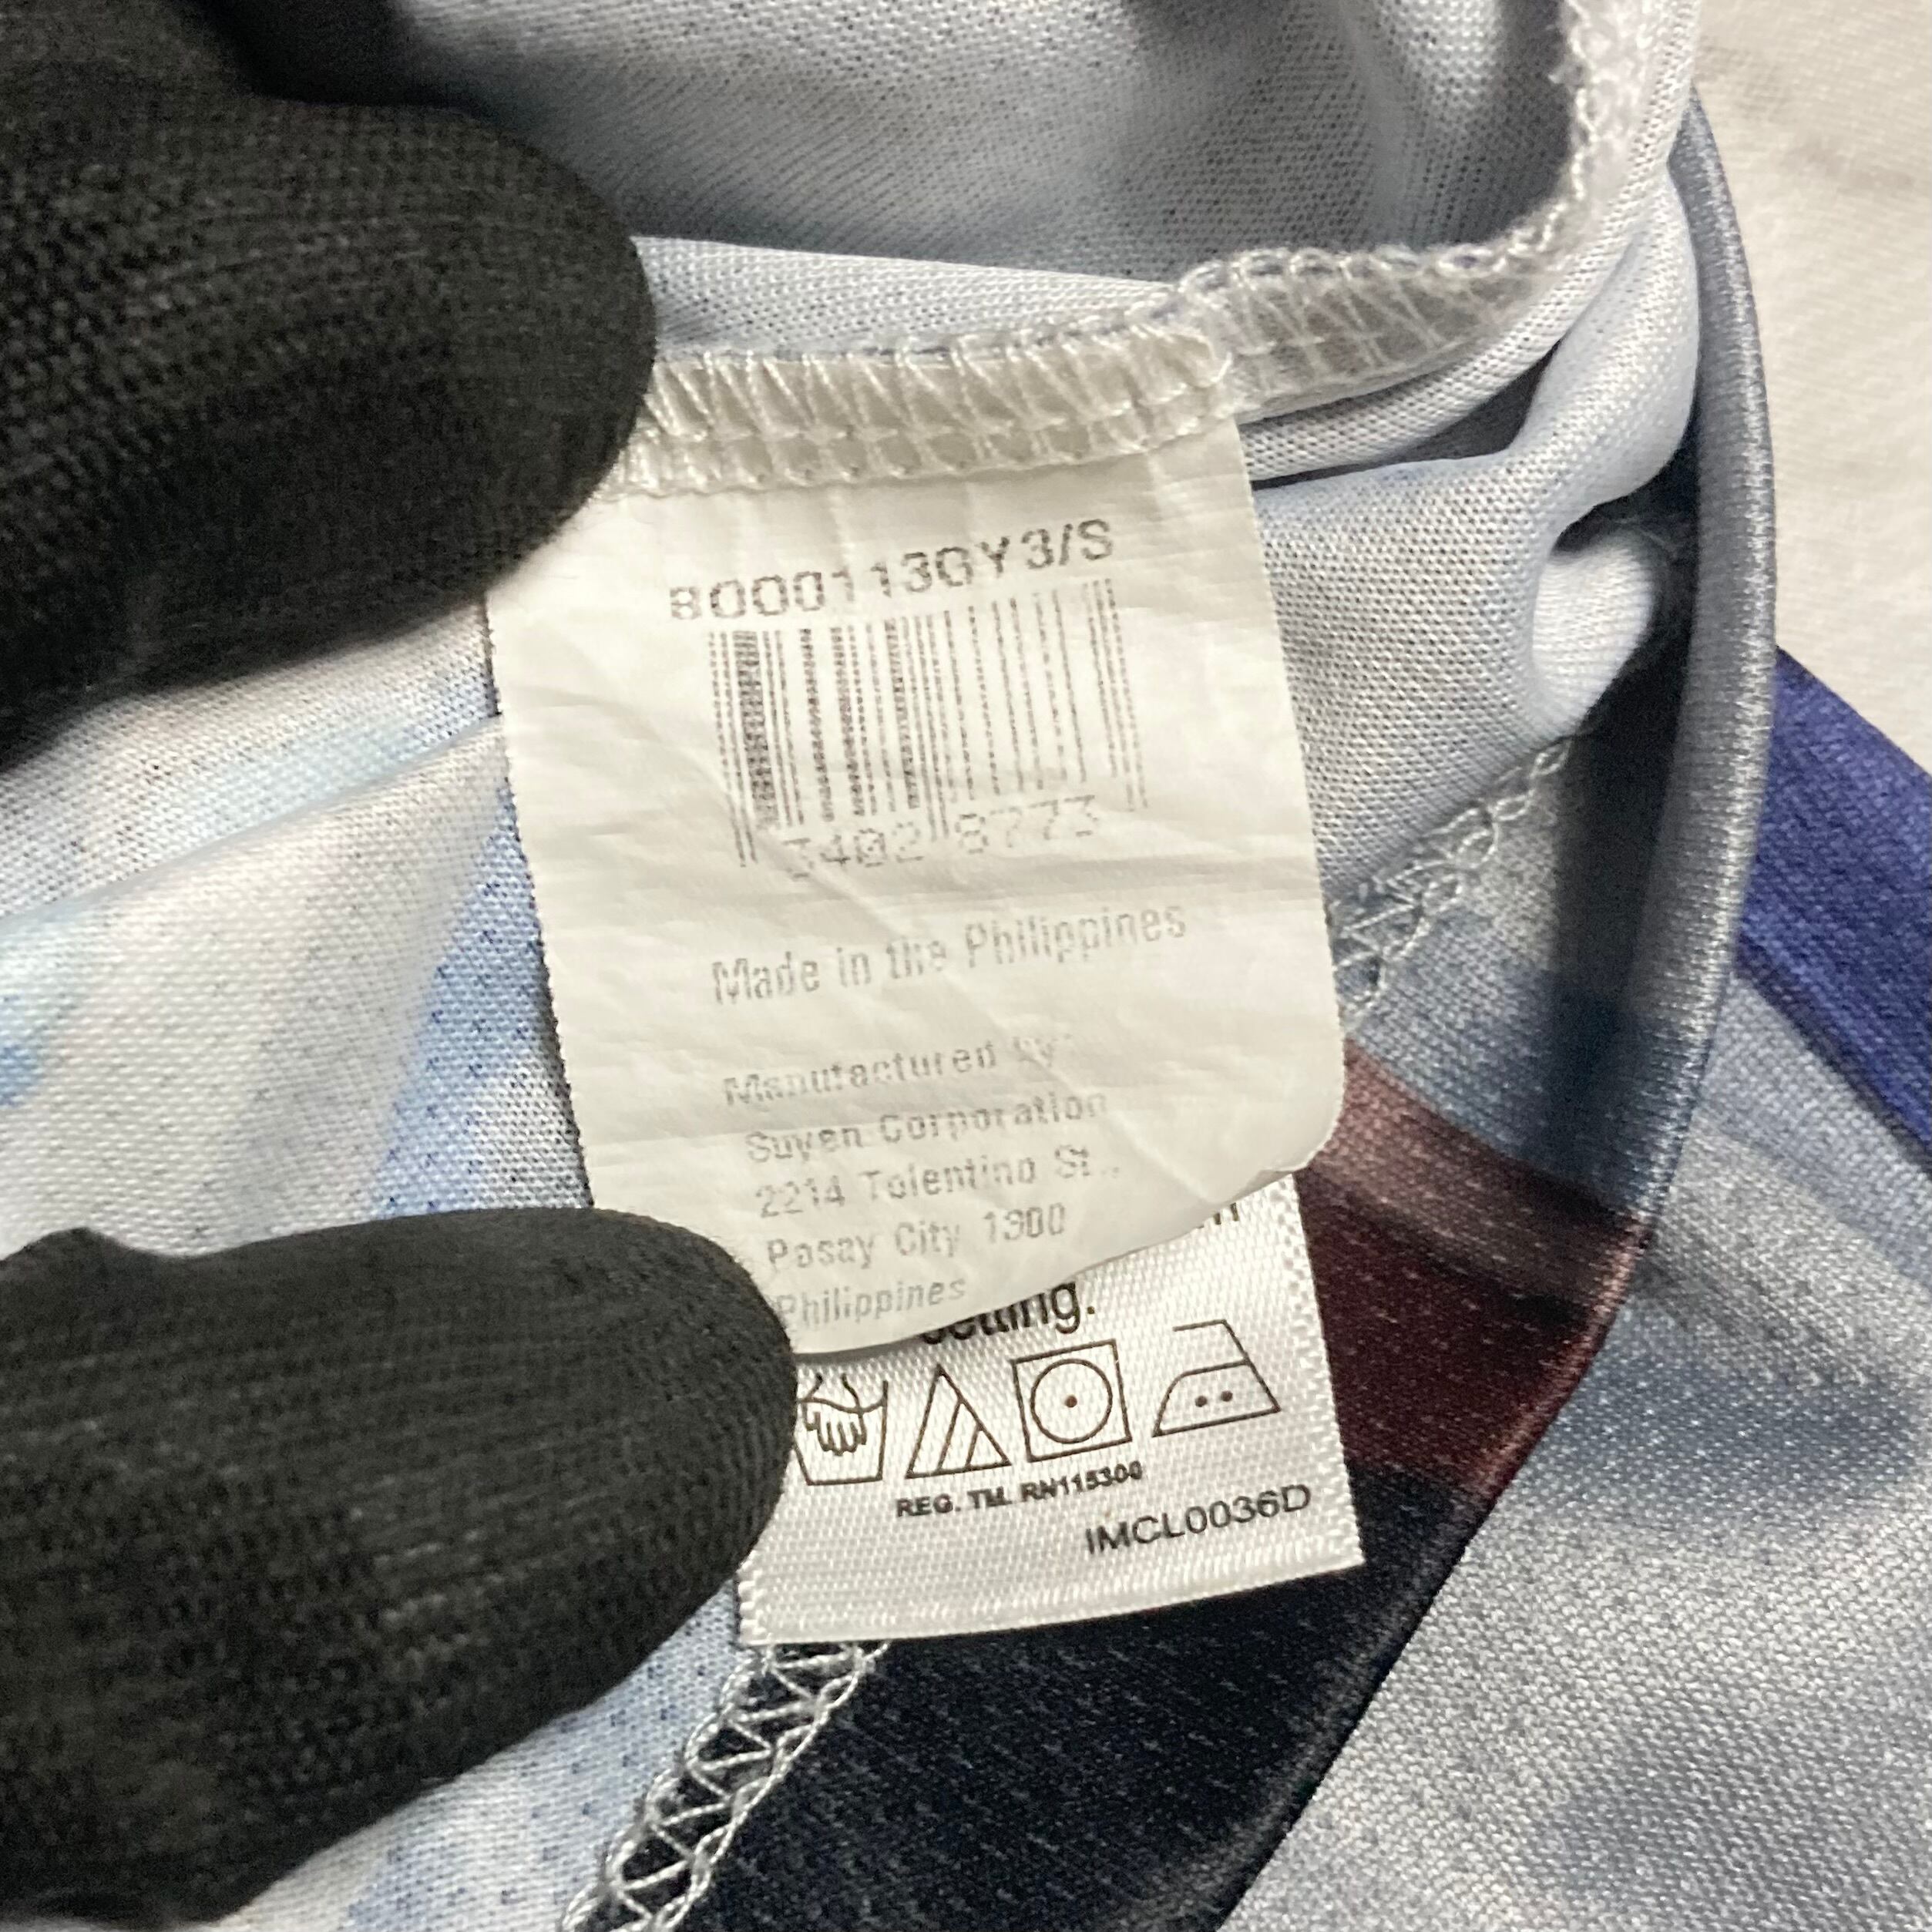 8000113GY3/S
3402 8773
Made in the Philippines
Manufactured by
Suyen Corporation
2214 Tolentino St.,
Pasay City 1300
Philippines
setting.
REG. TM. RN115300
IMCL0036D